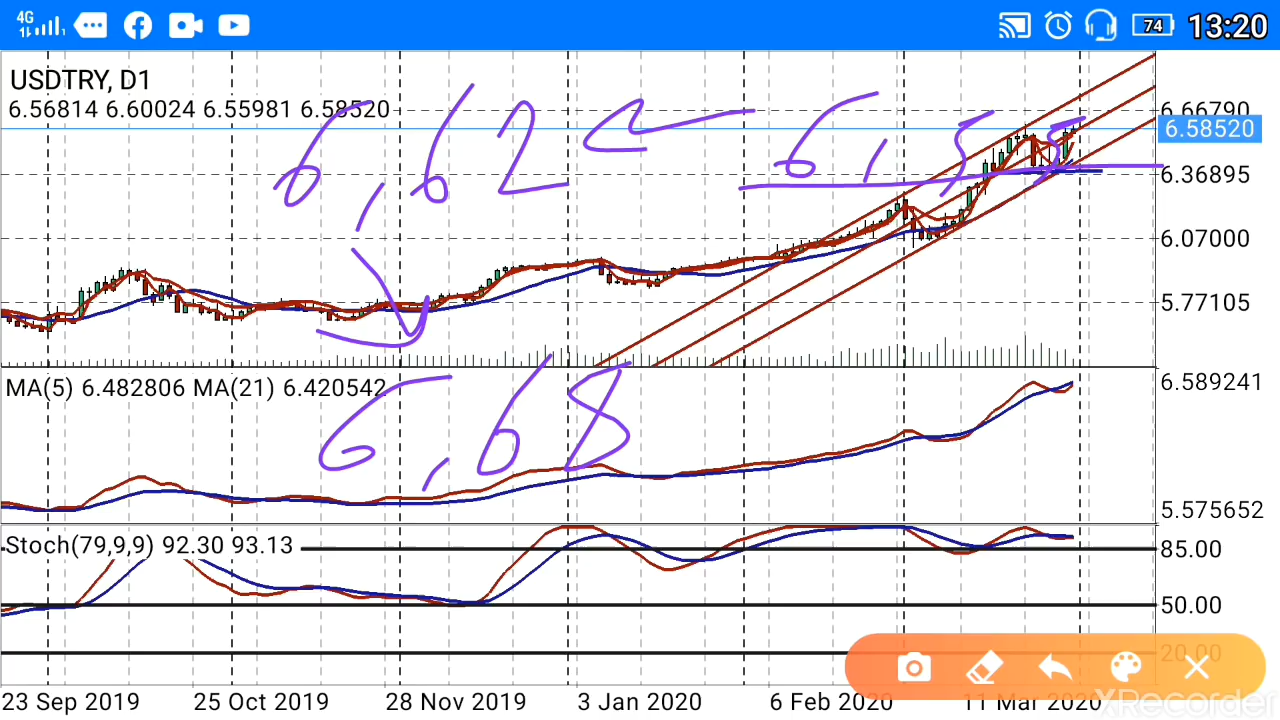 4G 74 13:20
USDTRY, D1
6.56814 6.60024 6.55981 6.58520
6,62 6,55
6.66790
6.58520
6.36895
6.07000
5.77105
MA(5) 6.482806 MA(21) 6.420542
6.589241
6,68
5.575652
Stoch(79,9,9) 92.30 93.13
85.00
50.00
20.00
23 Sep 2019 25 Oct 2019 28 Nov 2019 3 Jan 2020 6 Feb 2020 11 Mar 2020
XRecorder